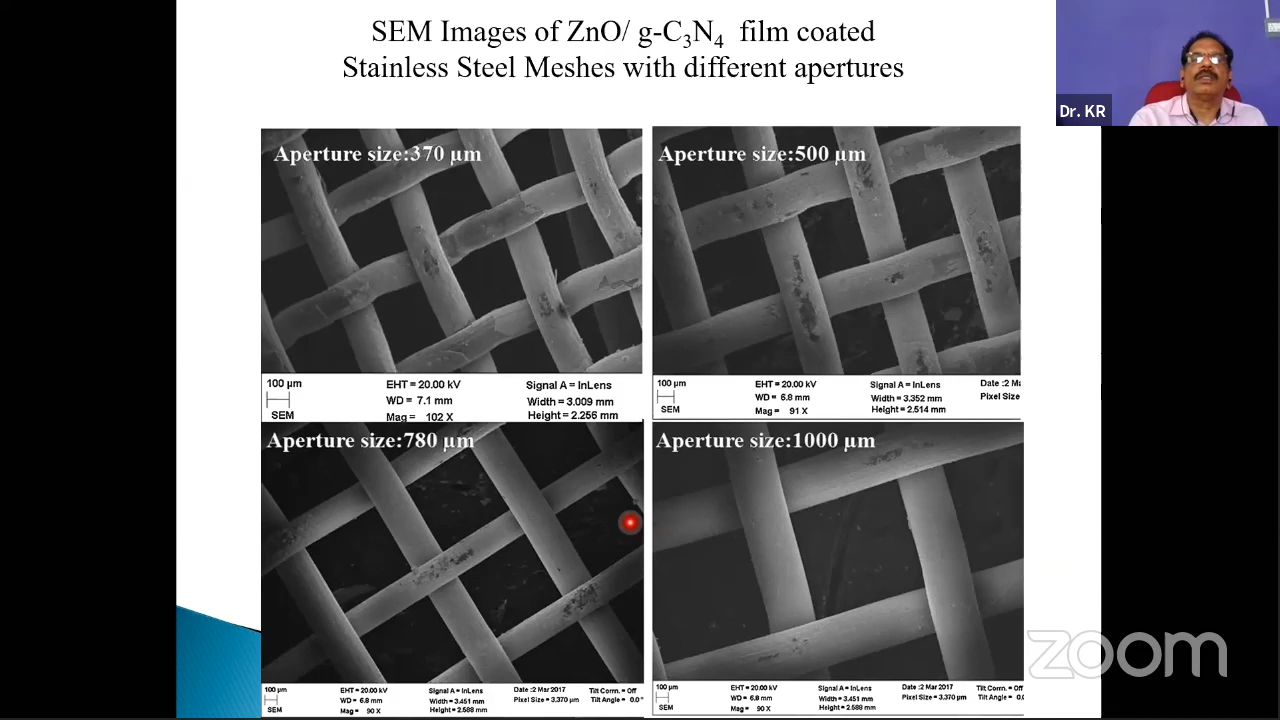 SEM Images of ZnO/ g-C3N4 film coated
Stainless Steel Meshes with different apertures
Dr. KR
Aperture size:370 µm
100 µm
SEM
EHT = 20.00 kV
WD = 7.1 mm
Mag = 102 X
Signal A = InLens
Width = 3.009 mm
Height = 2.256 mm
Aperture size:500 µm
100 µm
SEM
EHT = 20.00 kV
WD = 6.8 mm
Mag = 91 X
Signal A = InLens
Width = 3.352 mm
Height = 2.514 mm
Date :2 Ma
Pixel Size
Aperture size:780 µm
100 µm
SEM
EHT = 20.00 kV
WD = 6.8 mm
Mag = 90 X
Signal A = InLens
Width = 3.451 mm
Height = 2.588 mm
Date :2 Mar 2017
Pixel Size = 3.370 µm
Tilt Corrn. = Off
Tilt Angle = 0.0 °
Aperture size:1000 µm
100 µm
SEM
EHT = 20.00 kV
WD = 6.8 mm
Mag = 90 X
Signal A = InLens
Width = 3.451 mm
Height = 2.588 mm
Date :2 Mar 2017
Pixel Size = 3.370 µm
Tilt Corrn. = Off
Tilt Angle = 0.0
zoom